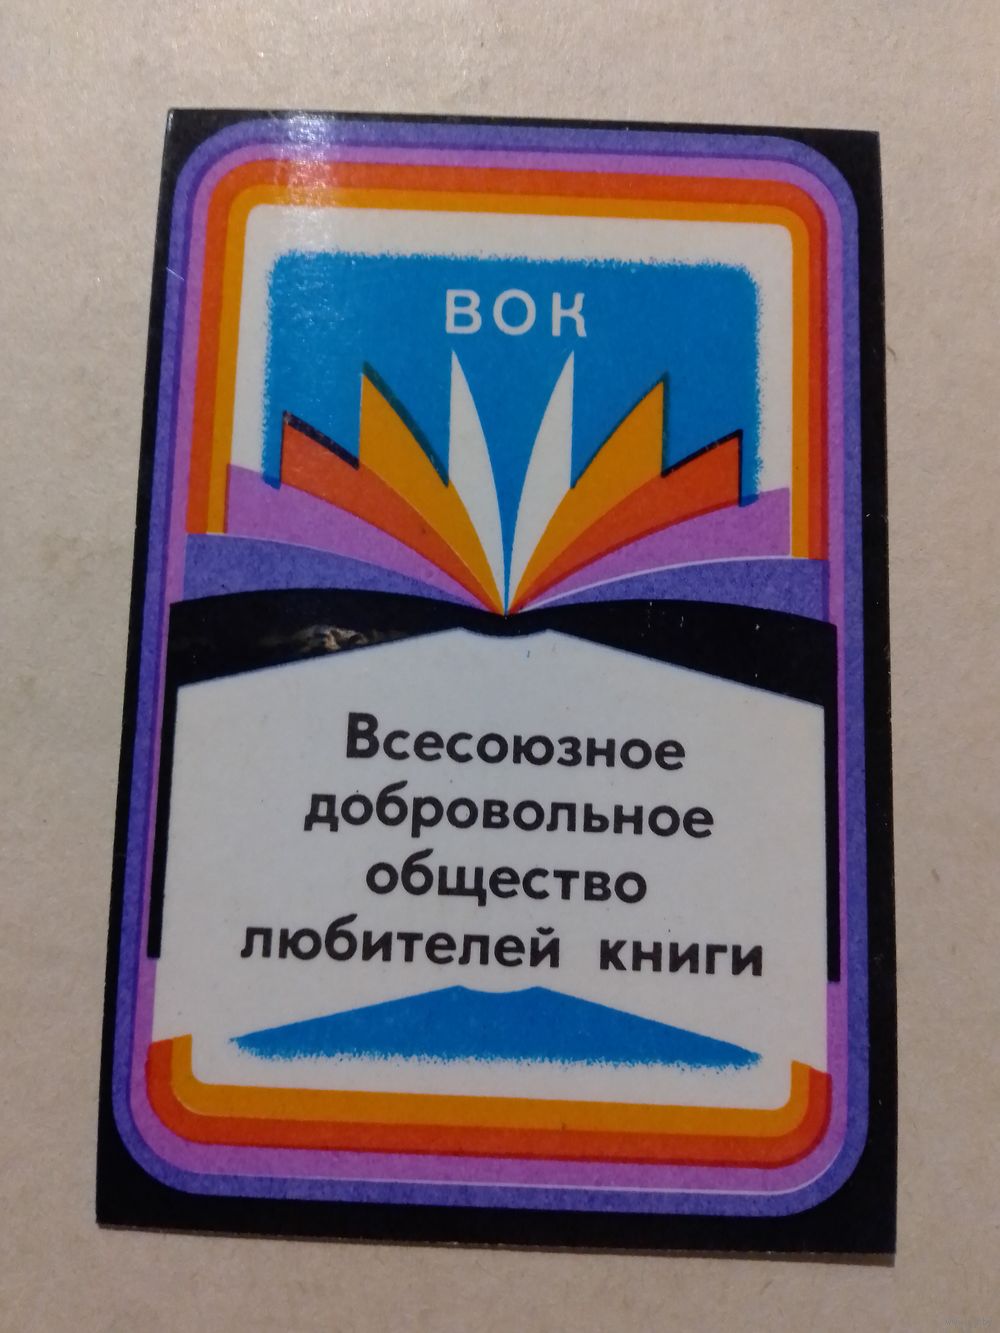 ВОК
Всесоюзное
добровольное
общество
любителей книги